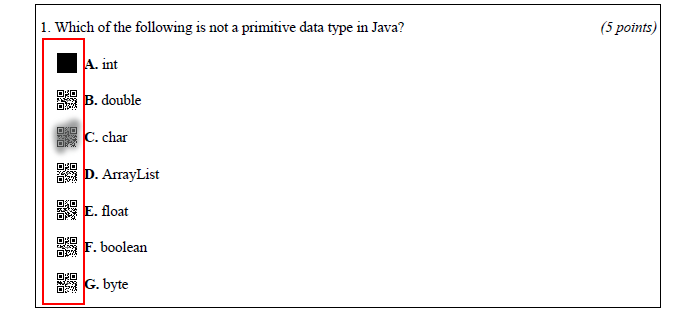 1. Which of the following is not a primitive data type in Java? (5 points)
A. int
B. double
C. char
D. ArrayList
E. float
F. boolean
G. byte